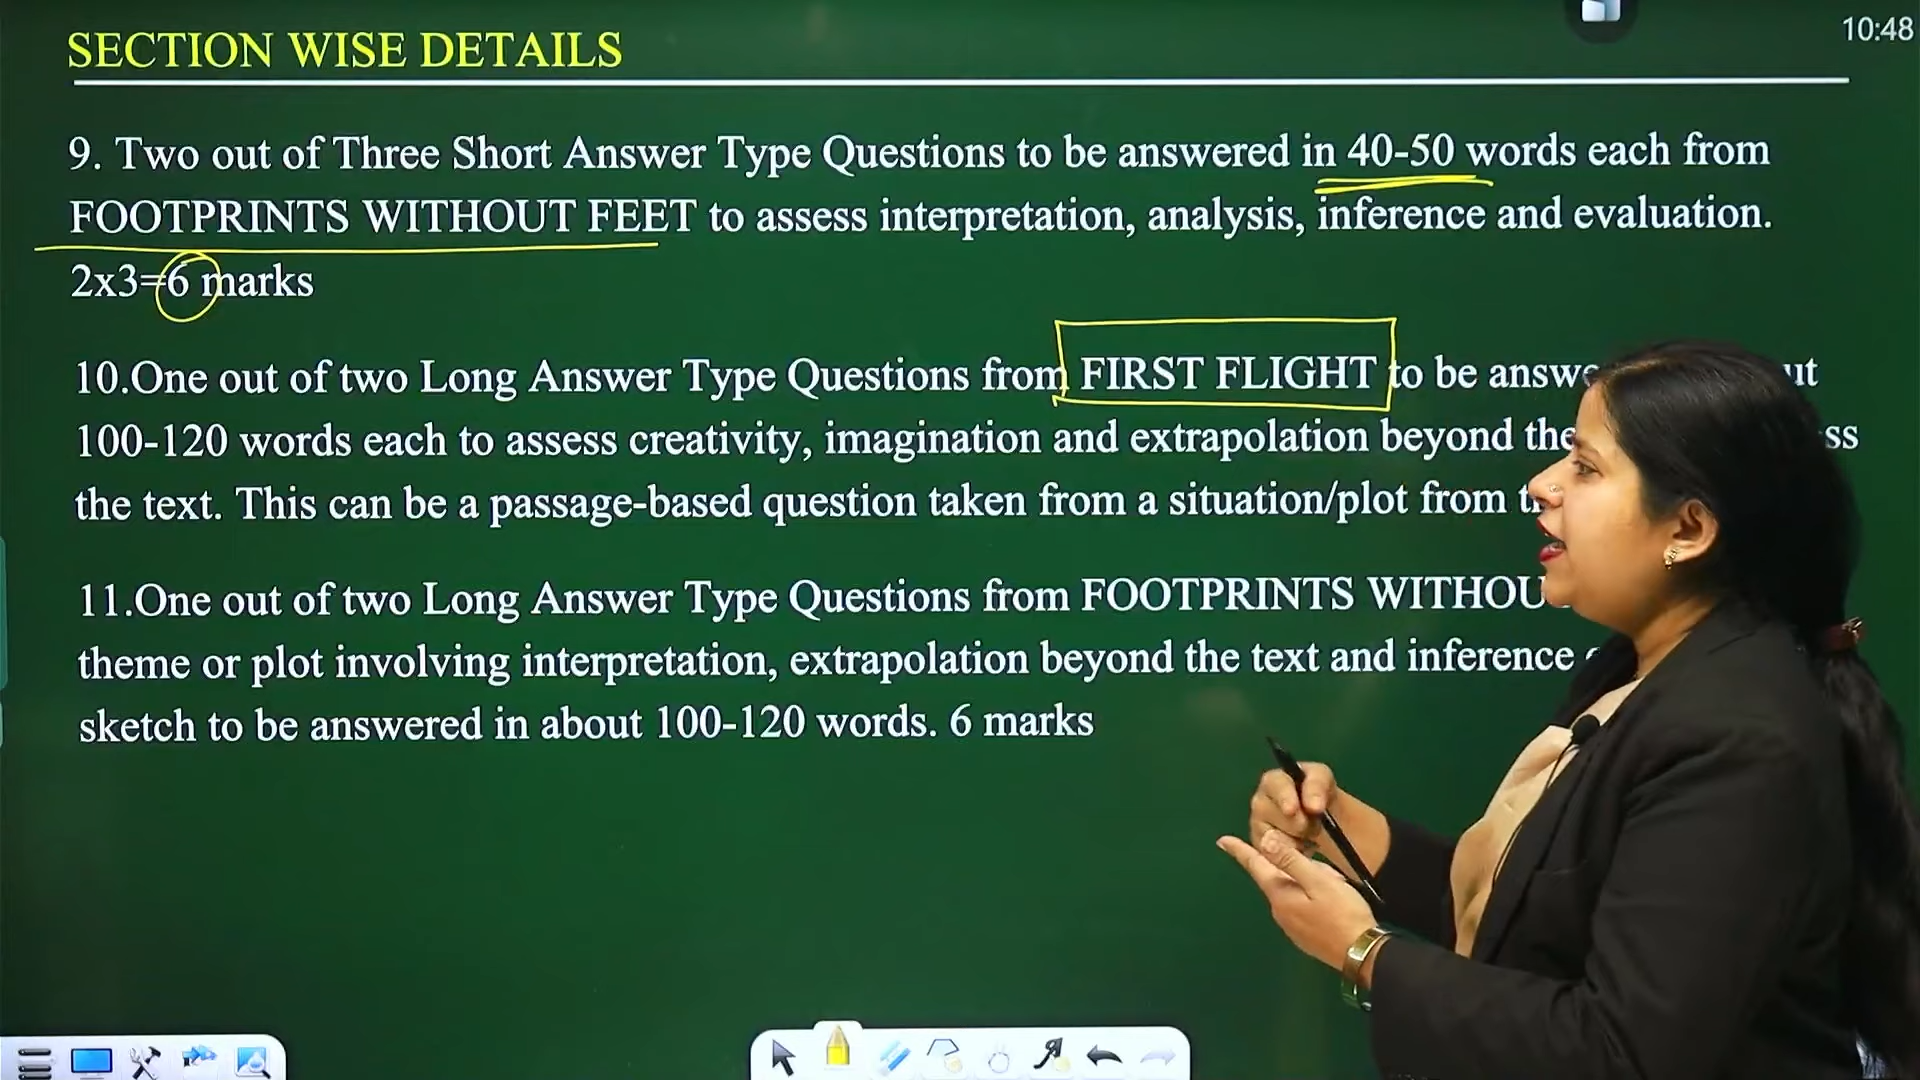 SECTION WISE DETAILS
10:48
9. Two out of Three Short Answer Type Questions to be answered in 40-50 words each from
FOOTPRINTS WITHOUT FEET to assess interpretation, analysis, inference and evaluation.
2x3=6 marks
10.One out of two Long Answer Type Questions from FIRST FLIGHT to be
100-120 words each to assess creativity, imagination and extrapolation beyond the
the text. This can be a passage-based question taken from a situation/plot from
11.One out of two Long Answer Type Questions from FOOTPRINTS
theme or plot involving interpretation, extrapolation beyond the text and inference
sketch to be answered in about 100-120 words. 6 marks